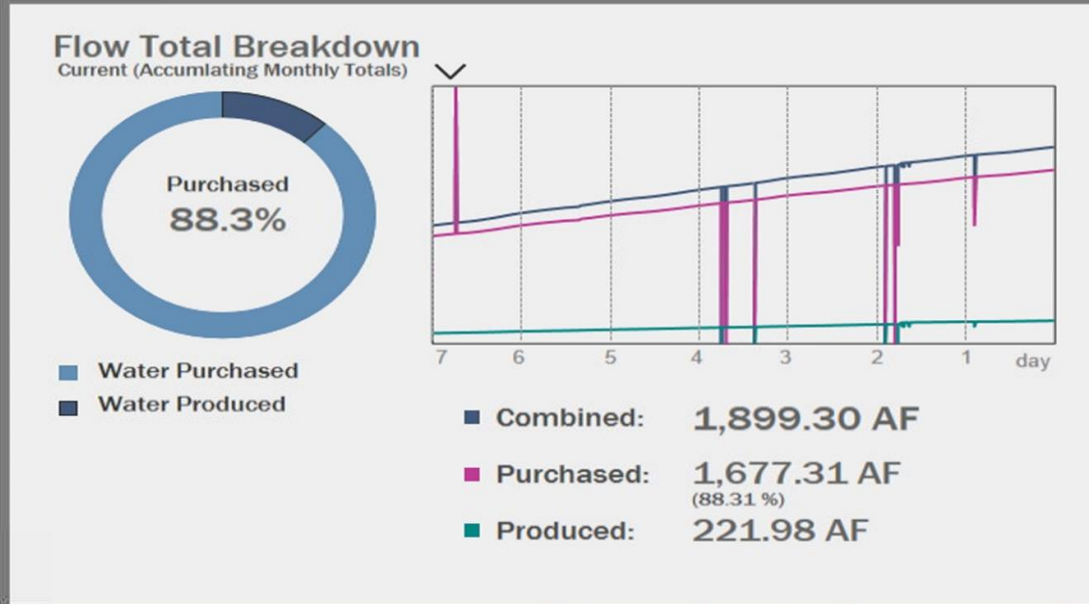 Flow Total Breakdown
Current (Accumlating Monthly Totals)
Purchased
88.3%
Water Purchased
Water Produced
7 6 5 4 3 2 1 day
Combined: 1,899.30 AF
Purchased: 1,677.31 AF
(88.31 %)
Produced: 221.98 AF